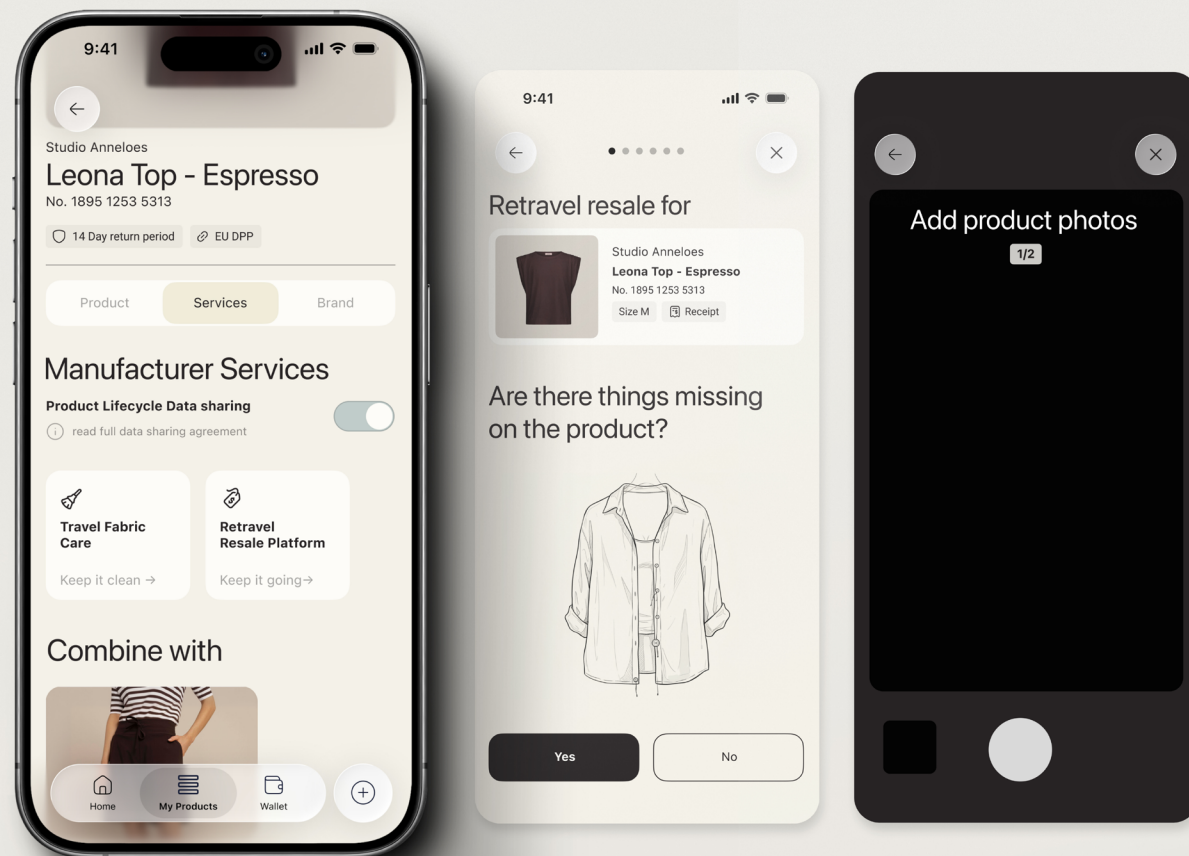 9:41
Studio Anneloes
Leona Top - Espresso
No. 1895 1253 5313
14 Day return period
EU DPP
Product
Services
Brand
Manufacturer Services
Product Lifecycle Data sharing
read full data sharing agreement
Travel Fabric
Care
Keep it clean →
Retravel
Resale Platform
Keep it going→
Combine with
Home
My Products
Wallet
9:41
Retravel resale for
Studio Anneloes
Leona Top - Espresso
No. 1895 1253 5313
Size M
Receipt
Are there things missing
on the product?
Yes
No
Add product photos
1/2